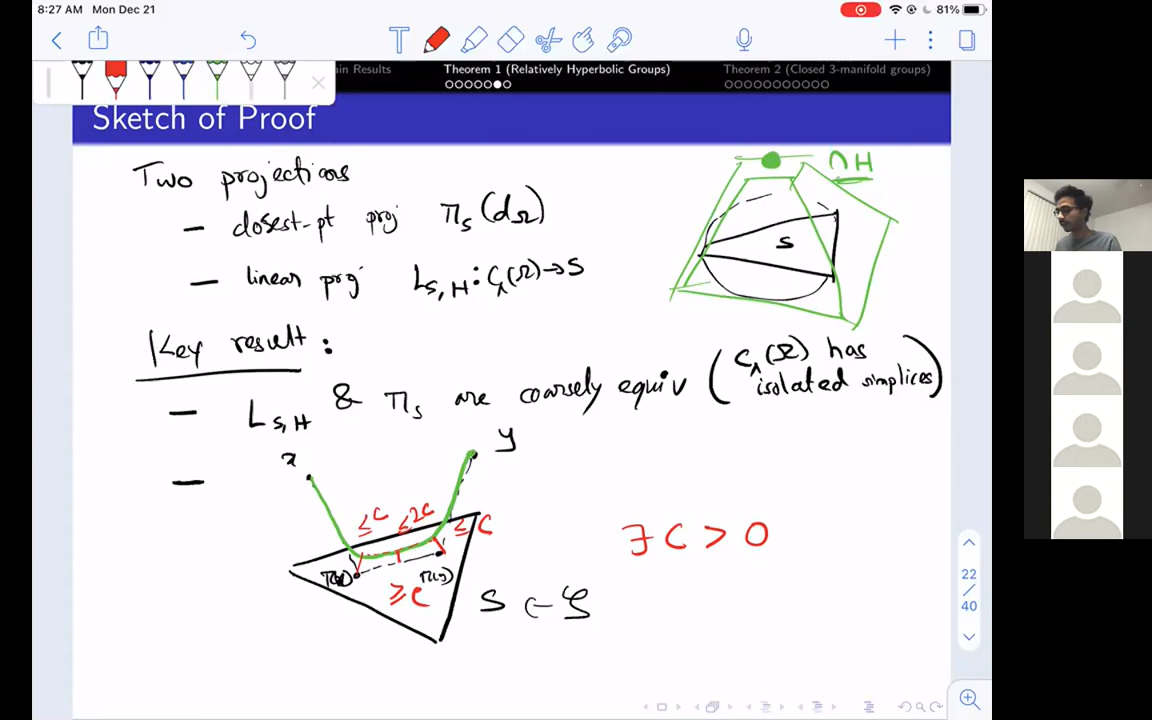 8:27 AM Mon Dec 21
81%
ain Results
Theorem 1 (Relatively Hyperbolic Groups)
Theorem 2 (Closed 3-manifold groups)
Sketch of Proof
Two projections
- closest-pt proj π_S (d_Ω)
- linear proj L_{S,H} : C_Λ(Ω) → S
∩H
S
Key result :
- L_{S,H} & π_S are coarsely equiv (C_Λ(Ω) has isolated simplices)
-
x
y
≤C ≤2C ≤C
π(x) π(y)
≥C
S ∈ 𝒮
∃ C > 0
22
/
40